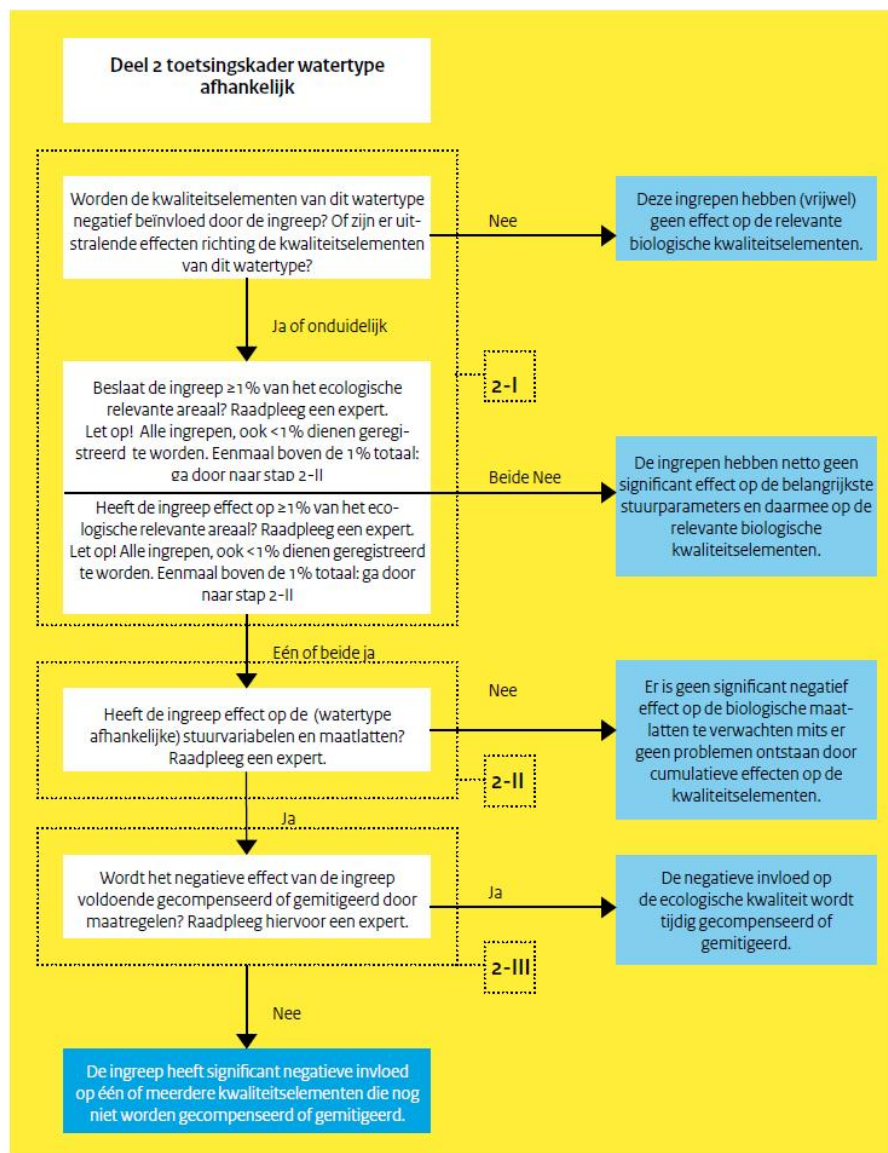 Deel 2 toetsingskader watertype
afhankelijk
Worden de kwaliteitselementen van dit watertype
negatief beïnvloed door de ingreep? Of zijn er uit-
stralende effecten richting de kwaliteitselementen
van dit watertype?
Nee
Deze ingrepen hebben (vrijwel)
geen effect op de relevante
biologische kwaliteitselementen.
Ja of onduidelijk
2-I
Beslaat de ingreep ≥1% van het ecologische
relevante areaal? Raadpleeg een expert.
Let op! Alle ingrepen, ook <1% dienen geregi-
streerd te worden. Eenmaal boven de 1% totaal:
ga door naar stap 2-II
Heeft de ingreep effect op ≥1% van het eco-
logische relevante areaal? Raadpleeg een expert.
Let op! Alle ingrepen, ook <1% dienen geregistreerd
te worden. Eenmaal boven de 1% totaal: ga door
naar stap 2-II
Beide Nee
De ingrepen hebben netto geen
significant effect op de belangrijkste
stuurparameters en daarmee op de
relevante biologische
kwaliteitselementen.
Eén of beide ja
Heeft de ingreep effect op de (watertype
afhankelijke) stuurvariabelen en maatlatten?
Raadpleeg een expert.
Nee
Er is geen significant negatief
effect op de biologische maat-
latten te verwachten mits er
geen problemen ontstaan door
cumulatieve effecten op de
kwaliteitselementen.
2-II
Ja
Wordt het negatieve effect van de ingreep
voldoende gecompenseerd of gemitigeerd door
maatregelen? Raadpleeg hiervoor een expert.
Ja
De negatieve invloed op
de ecologische kwaliteit wordt
tijdig gecompenseerd of
gemitigeerd.
2-III
Nee
De ingreep heeft significant negatieve invloed
op één of meerdere kwaliteitselementen die nog
niet worden gecompenseerd of gemitigeerd.